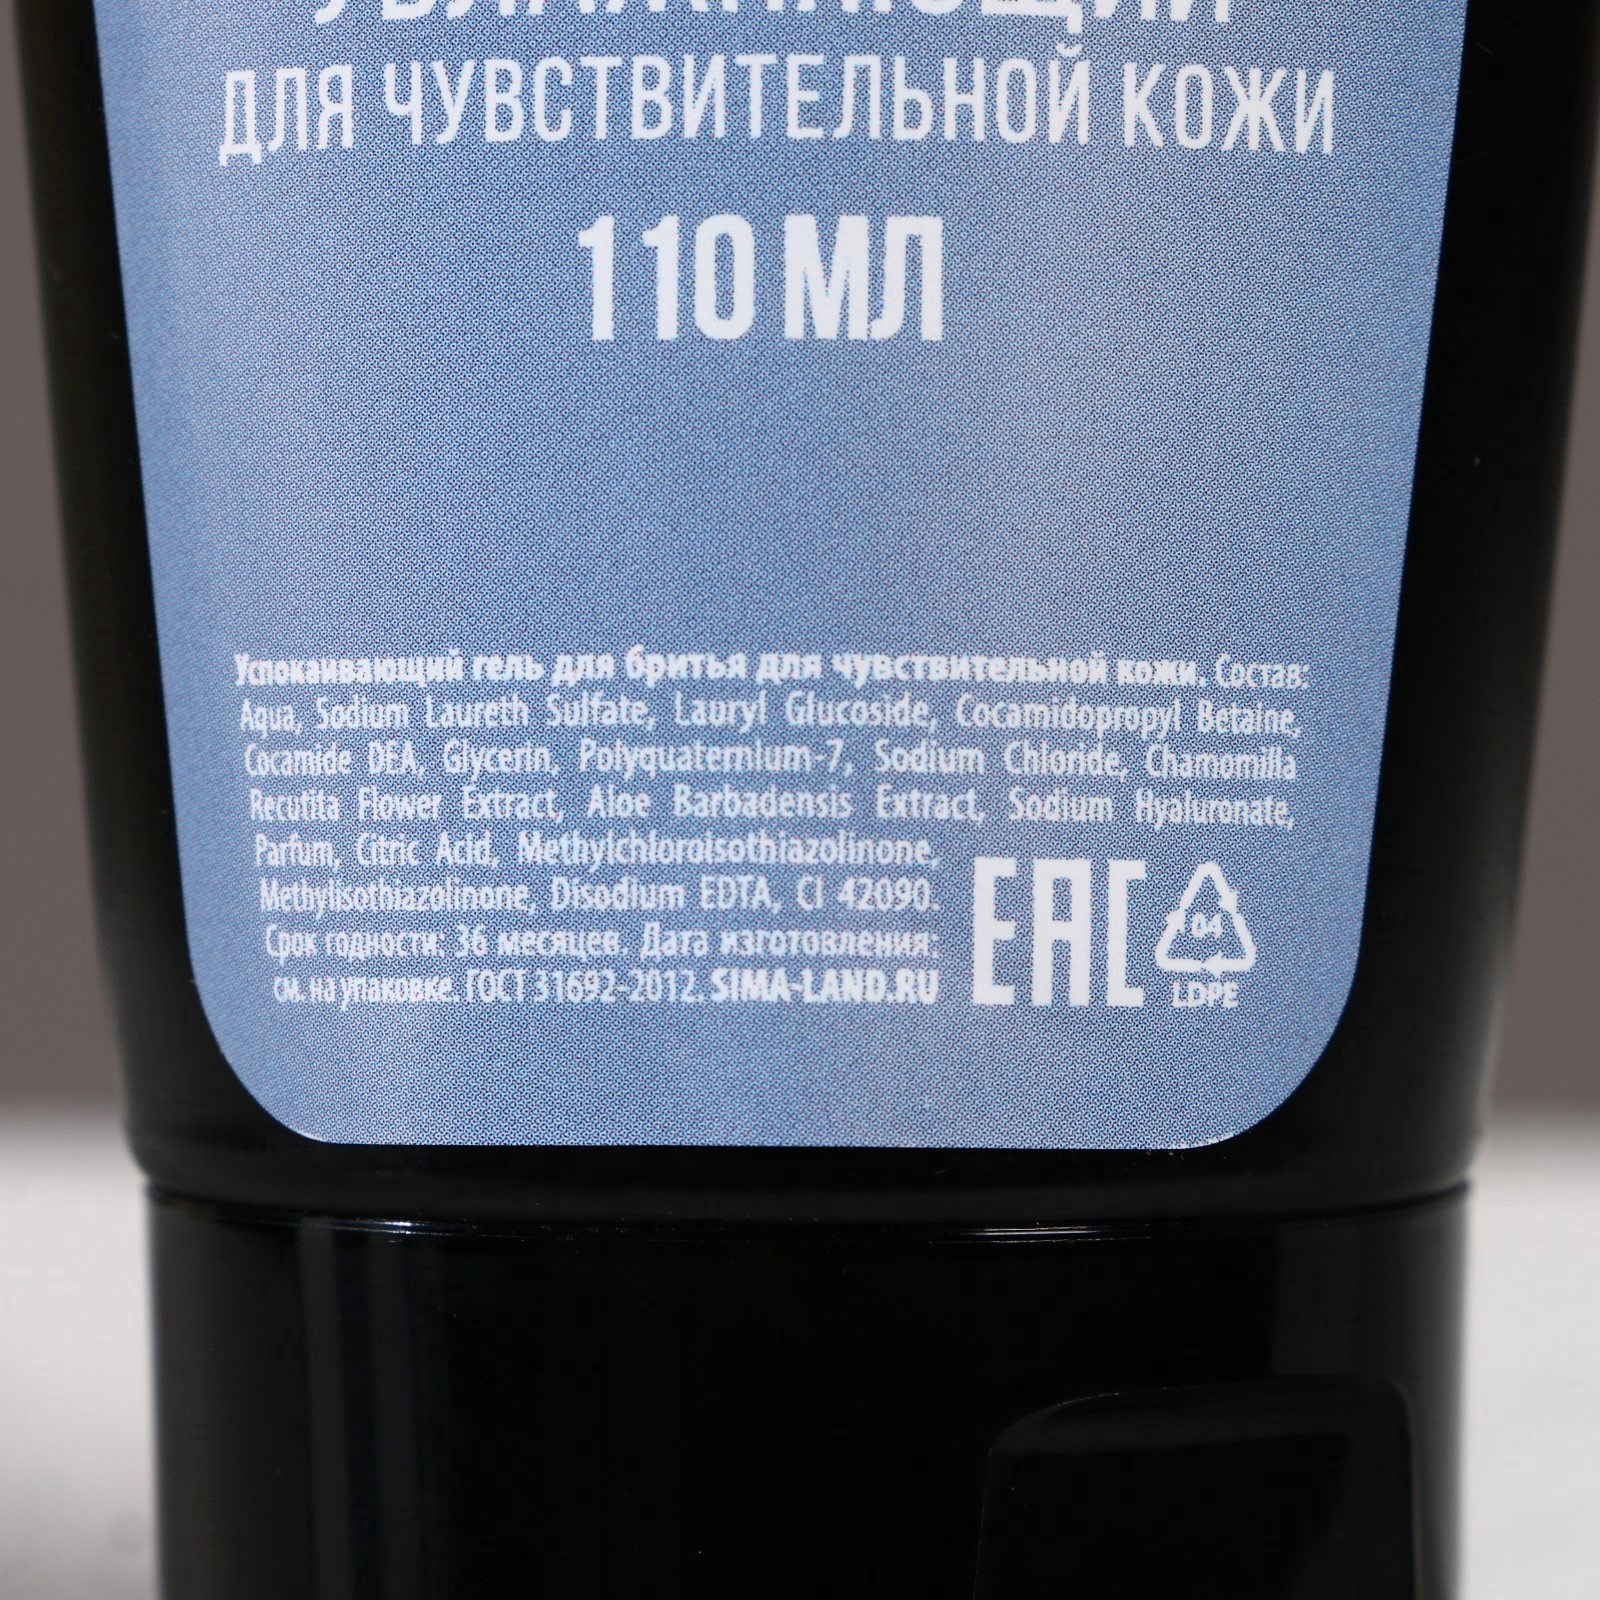 УВЛАЖНЯЮЩИЙ
ДЛЯ ЧУВСТВИТЕЛЬНОЙ КОЖИ
110 МЛ
Успокаивающий гель для бритья для чувствительной кожи. Состав:
Aqua, Sodium Laureth Sulfate, Lauryl Glucoside, Cocamidopropyl Betaine,
Cocamide DEA, Glycerin, Polyquaternium-7, Sodium Chloride, Chamomilla
Recutita Flower Extract, Aloe Barbadensis Extract, Sodium Hyaluronate,
Parfum, Citric Acid, Methylchloroisothiazolinone,
Methylisothiazolinone, Disodium EDTA, CI 42090.
Срок годности: 36 месяцев. Дата изготовления:
см. на упаковке. ГОСТ 31692-2012. SIMA-LAND.RU
EAC
04
LDPE